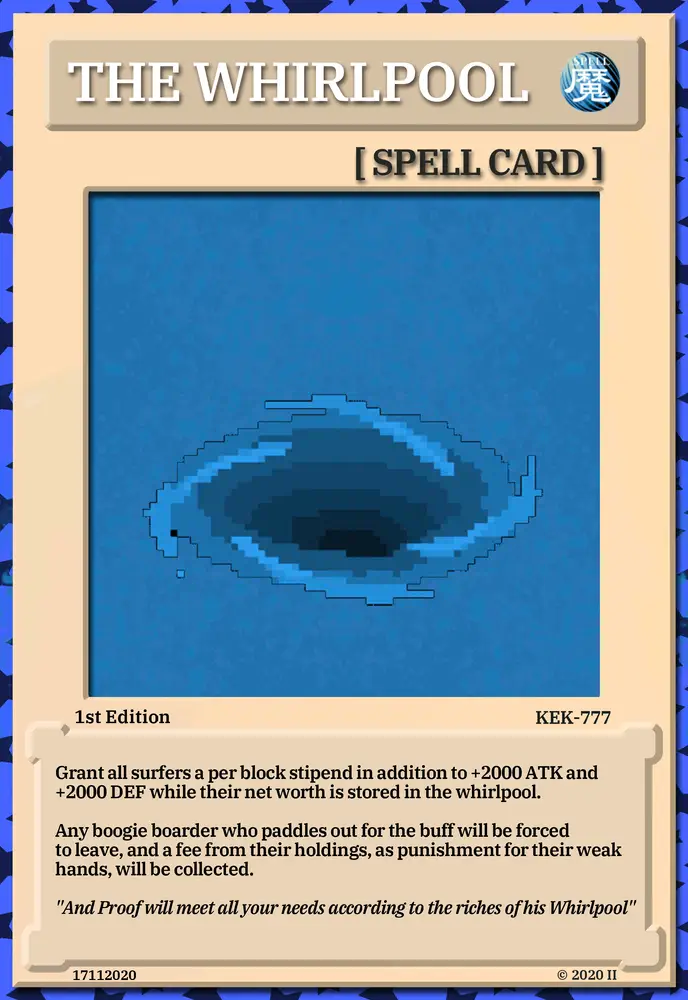 THE WHIRLPOOL
SPELL
魔
[ SPELL CARD ]
1st Edition
KEK-777
Grant all surfers a per block stipend in addition to +2000 ATK and
+2000 DEF while their net worth is stored in the whirlpool.
Any boogie boarder who paddles out for the buff will be forced
to leave, and a fee from their holdings, as punishment for their weak
hands, will be collected.
"And Proof will meet all your needs according to the riches of his Whirlpool"
17112020
© 2020 II